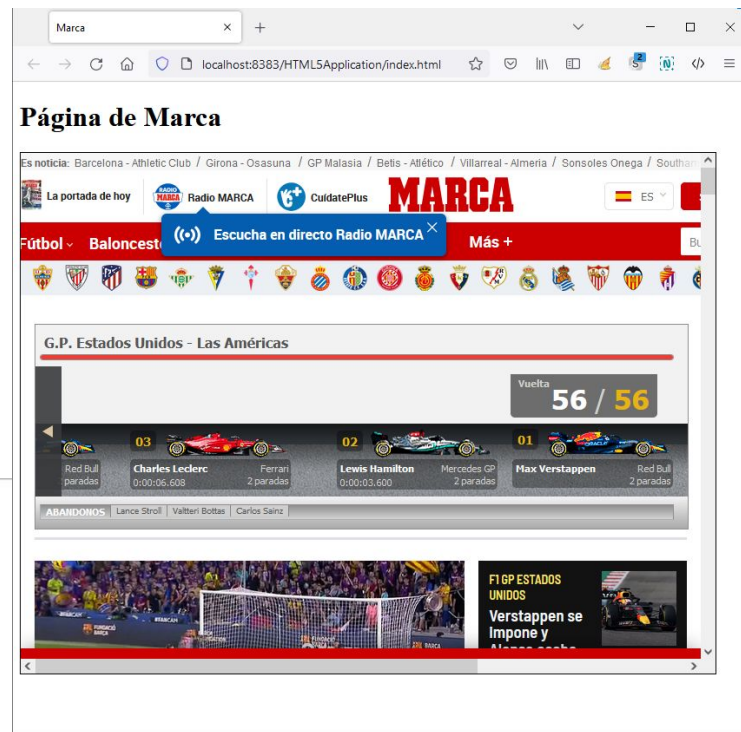 Marca
localhost:8383/HTML5Application/index.html
2
Página de Marca
Es noticia: Barcelona - Athletic Club / Girona - Osasuna / GP Malasia / Betis - Atlético / Villarreal - Almeria / Sonsoles Onega /
La portada de hoy RADIO MARCA Radio MARCA CuídatePlus MARCA ES
Fútbol Más +
Escucha en directo Radio MARCA
G.P. Estados Unidos - Las Américas
Vuelta 56 / 56
03 02 01
Red Bull Charles Leclerc Ferrari Lewis Hamilton Mercedes GP Max Verstappen Red Bull
paradas 0:00:06.608 2 paradas 0:00:03.600 2 paradas 2 paradas
ABANDONOS Lance Stroll Valtteri Bottas Carlos Sainz
F1 GP ESTADOS
UNIDOS
Verstappen se
Impone y